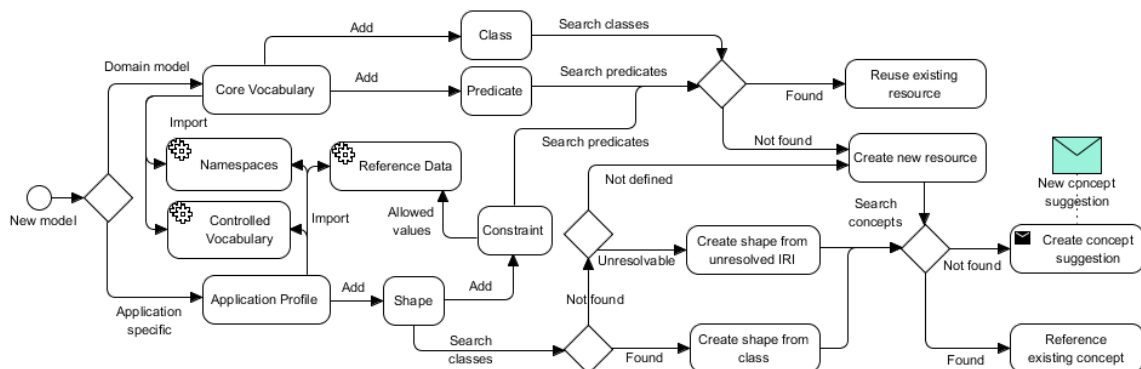 Add
Class
Search classes
Domain model
Core Vocabulary
Add
Predicate
Search predicates
Found
Reuse existing
resource
Import
Namespaces
Reference Data
Search predicates
Not found
Create new resource
New concept
suggestion
New model
Controlled
Vocabulary
Import
Allowed
values
Constraint
Not defined
Search
concepts
Unresolvable
Create shape from
unresolved IRI
Not found
Create concept
suggestion
Application
specific
Application Profile
Add
Shape
Add
Search
classes
Not found
Found
Create shape from
class
Found
Reference
existing concept